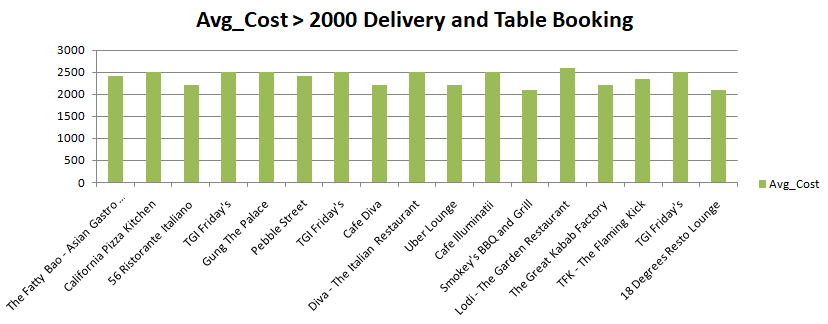 Avg_Cost > 2000 Delivery and Table Booking
3000
2500
2000
1500
1000
500
0
Avg_Cost
The Fatty Bao - Asian Gastro ...
California Pizza Kitchen
56 Ristorante Italiano
TGI Friday's
Gung The Palace
Pebble Street
TGI Friday's
Cafe Diva
Diva - The Italian Restaurant
Uber Lounge
Cafe Illuminatii
Smokey's BBQ and Grill
Lodi - The Garden Restaurant
The Great Kabab Factory
TFK - The Flaming Kick
TGI Friday's
18 Degrees Resto Lounge